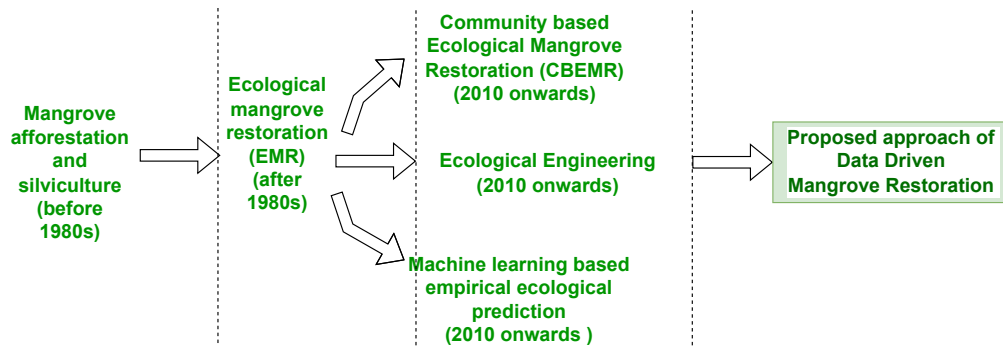 Mangrove
afforestation
and
silviculture
(before
1980s)
Ecological
mangrove
restoration
(EMR)
(after
1980s)
Community based
Ecological Mangrove
Restoration (CBEMR)
(2010 onwards)
Ecological Engineering
(2010 onwards)
Machine learning based
empirical ecological
prediction
(2010 onwards )
Proposed approach of
Data Driven
Mangrove Restoration